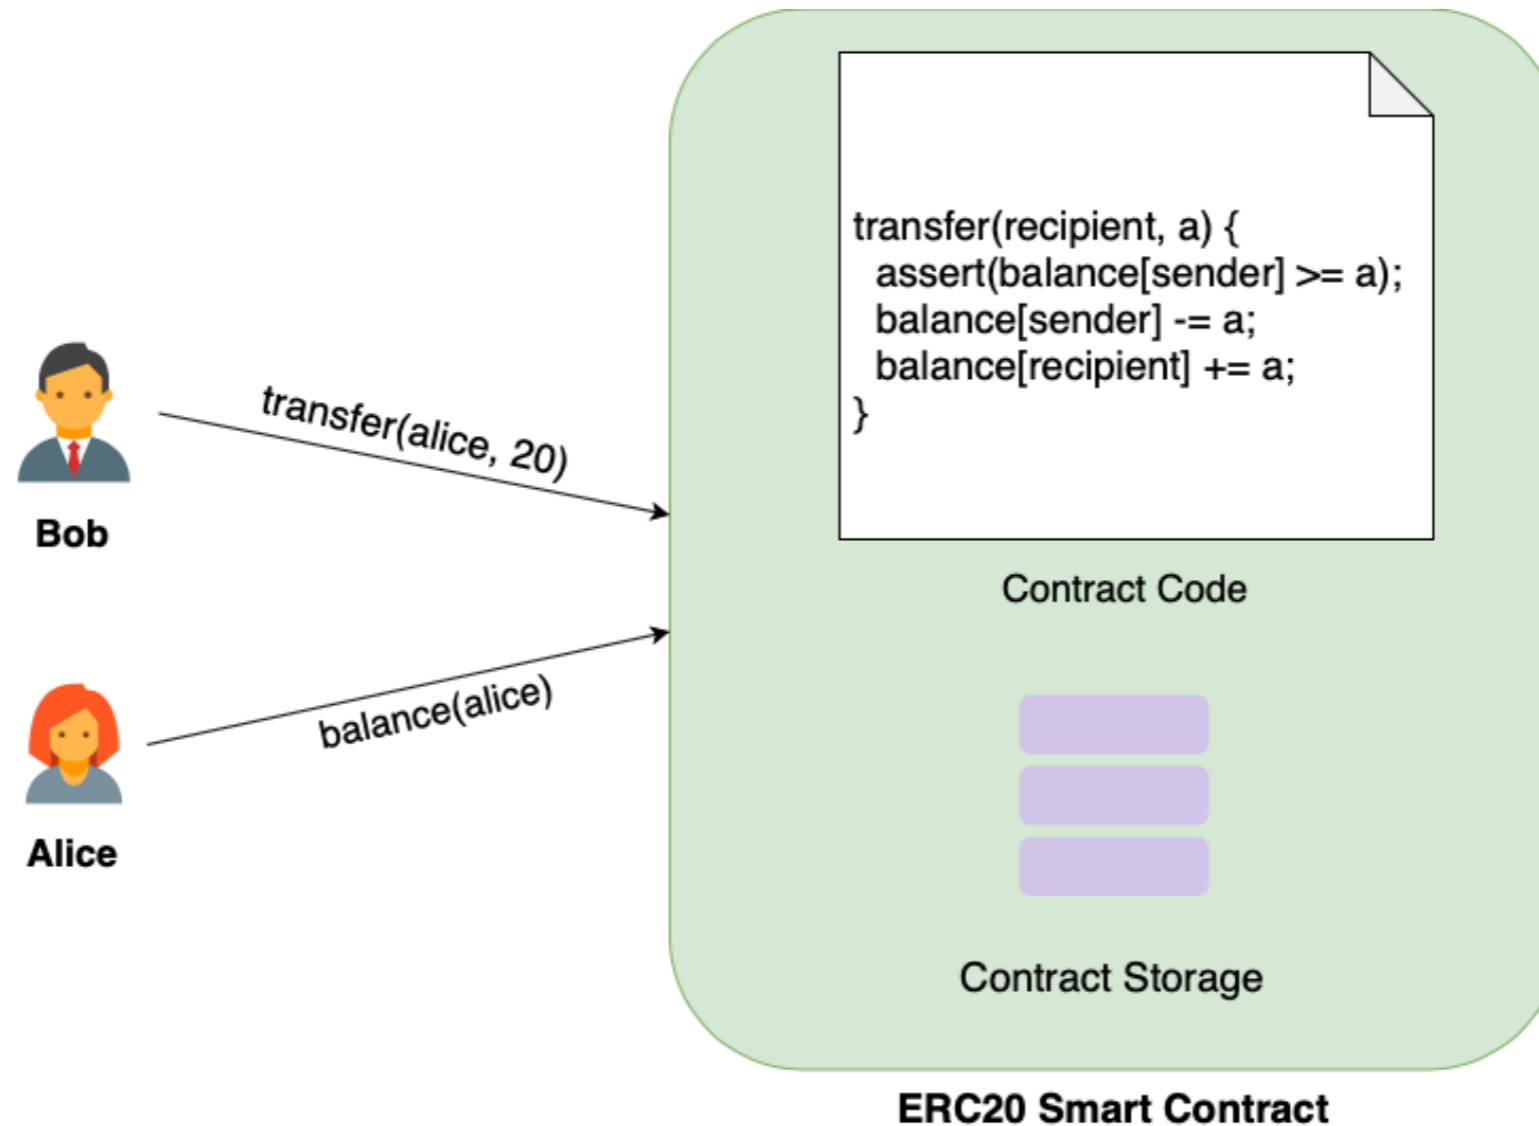 transfer(recipient, a) {
assert(balance[sender] >= a);
balance[sender] -= a;
balance[recipient] += a;
}
Contract Code
transfer(alice, 20)
Bob
balance(alice)
Alice
Contract Storage
ERC20 Smart Contract